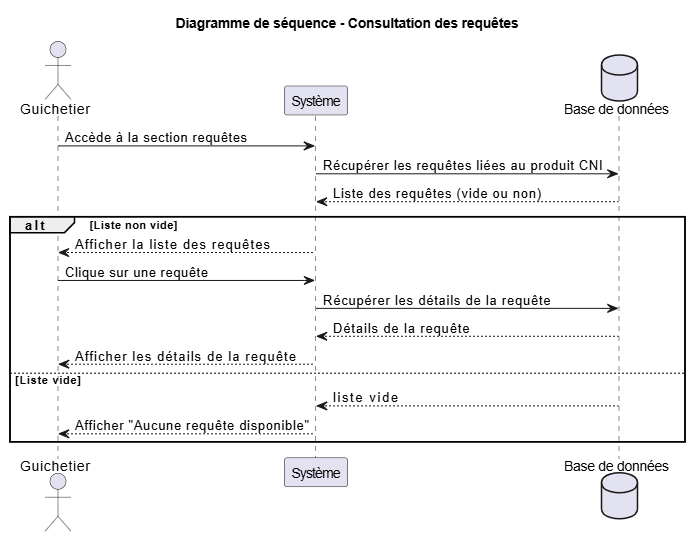 Diagramme de séquence - Consultation des requêtes
Guichetier
Système
Base de données
Accède à la section requêtes
Récupérer les requêtes liées au produit CNI
Liste des requêtes (vide ou non)
alt
[Liste non vide]
Afficher la liste des requêtes
Clique sur une requête
Récupérer les détails de la requête
Détails de la requête
Afficher les détails de la requête
[Liste vide]
liste vide
Afficher "Aucune requête disponible"
Guichetier
Système
Base de données